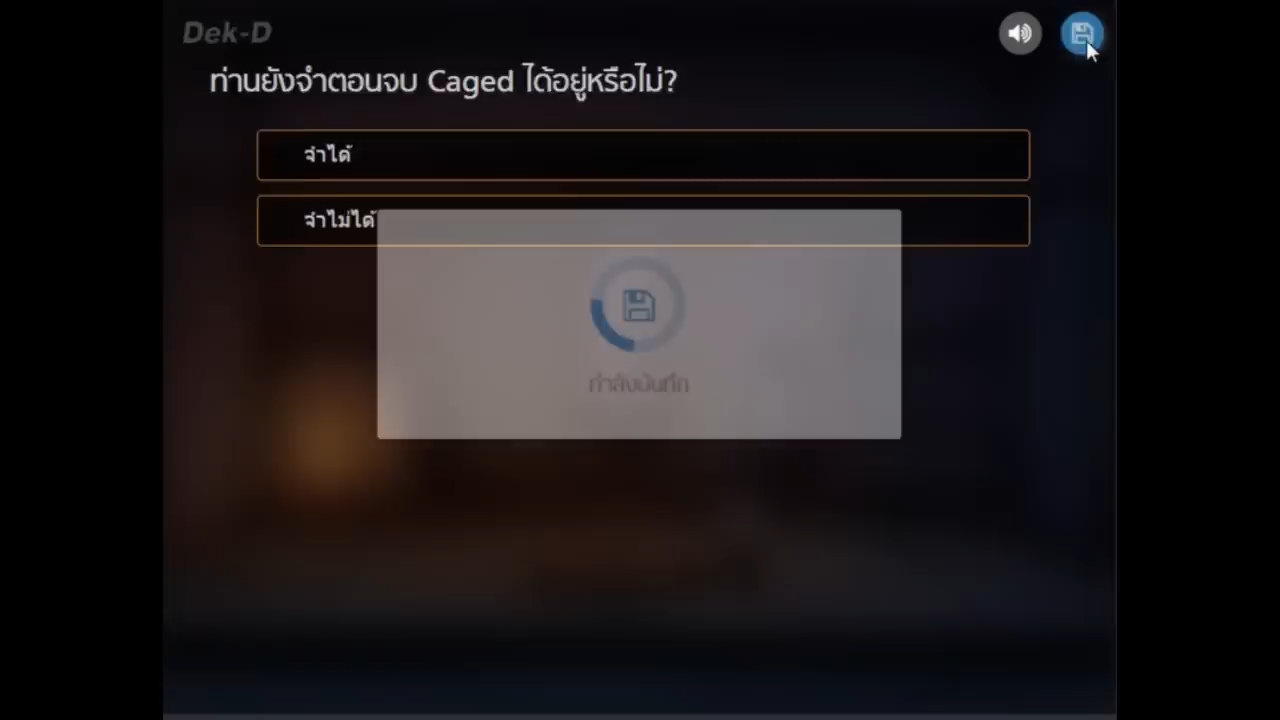 Dek-D
ท่านยังจำตอนจบ Caged ได้อยู่หรือไม่?
จำได้
จำไม่ได้
กำลังบันทึก